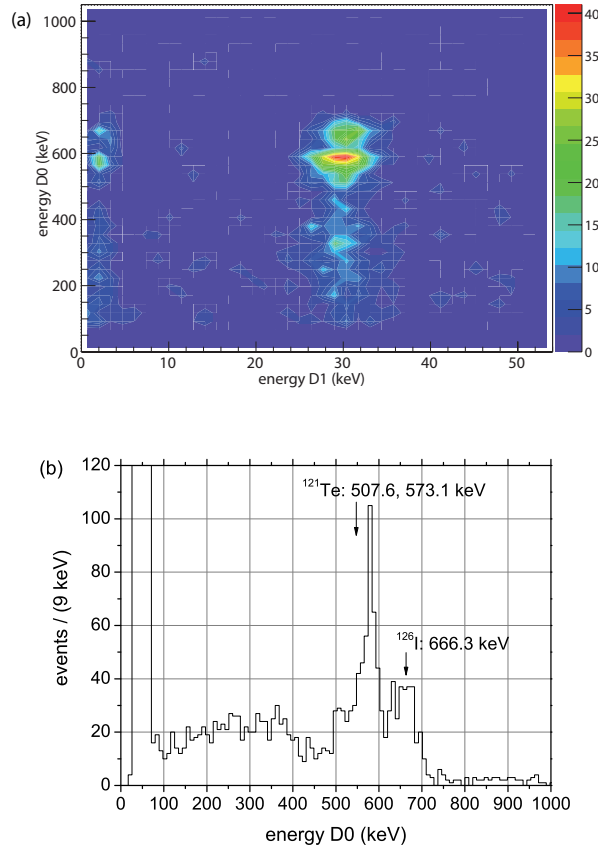 (a)
1000
800
600
400
200
0
energy D0 (keV)
0 10 20 30 40 50
energy D1 (keV)
40
35
30
25
20
15
10
5
0
(b)
120
100
80
60
40
20
0
events / (9 keV)
¹²¹Te: 507.6, 573.1 keV
¹²⁶I: 666.3 keV
0 100 200 300 400 500 600 700 800 900 1000
energy D0 (keV)